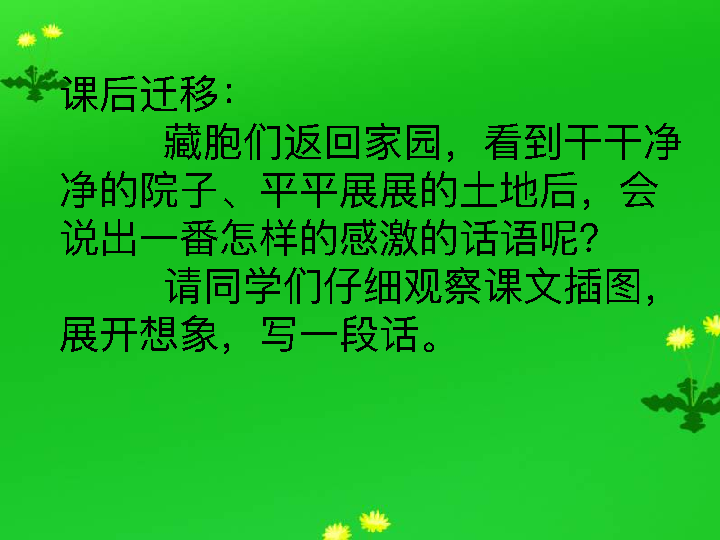 课后迁移：
藏胞们返回家园，看到干干净
净的院子、平平展展的土地后，会
说出一番怎样的感激的话语呢？
请同学们仔细观察课文插图，
展开想象，写一段话。